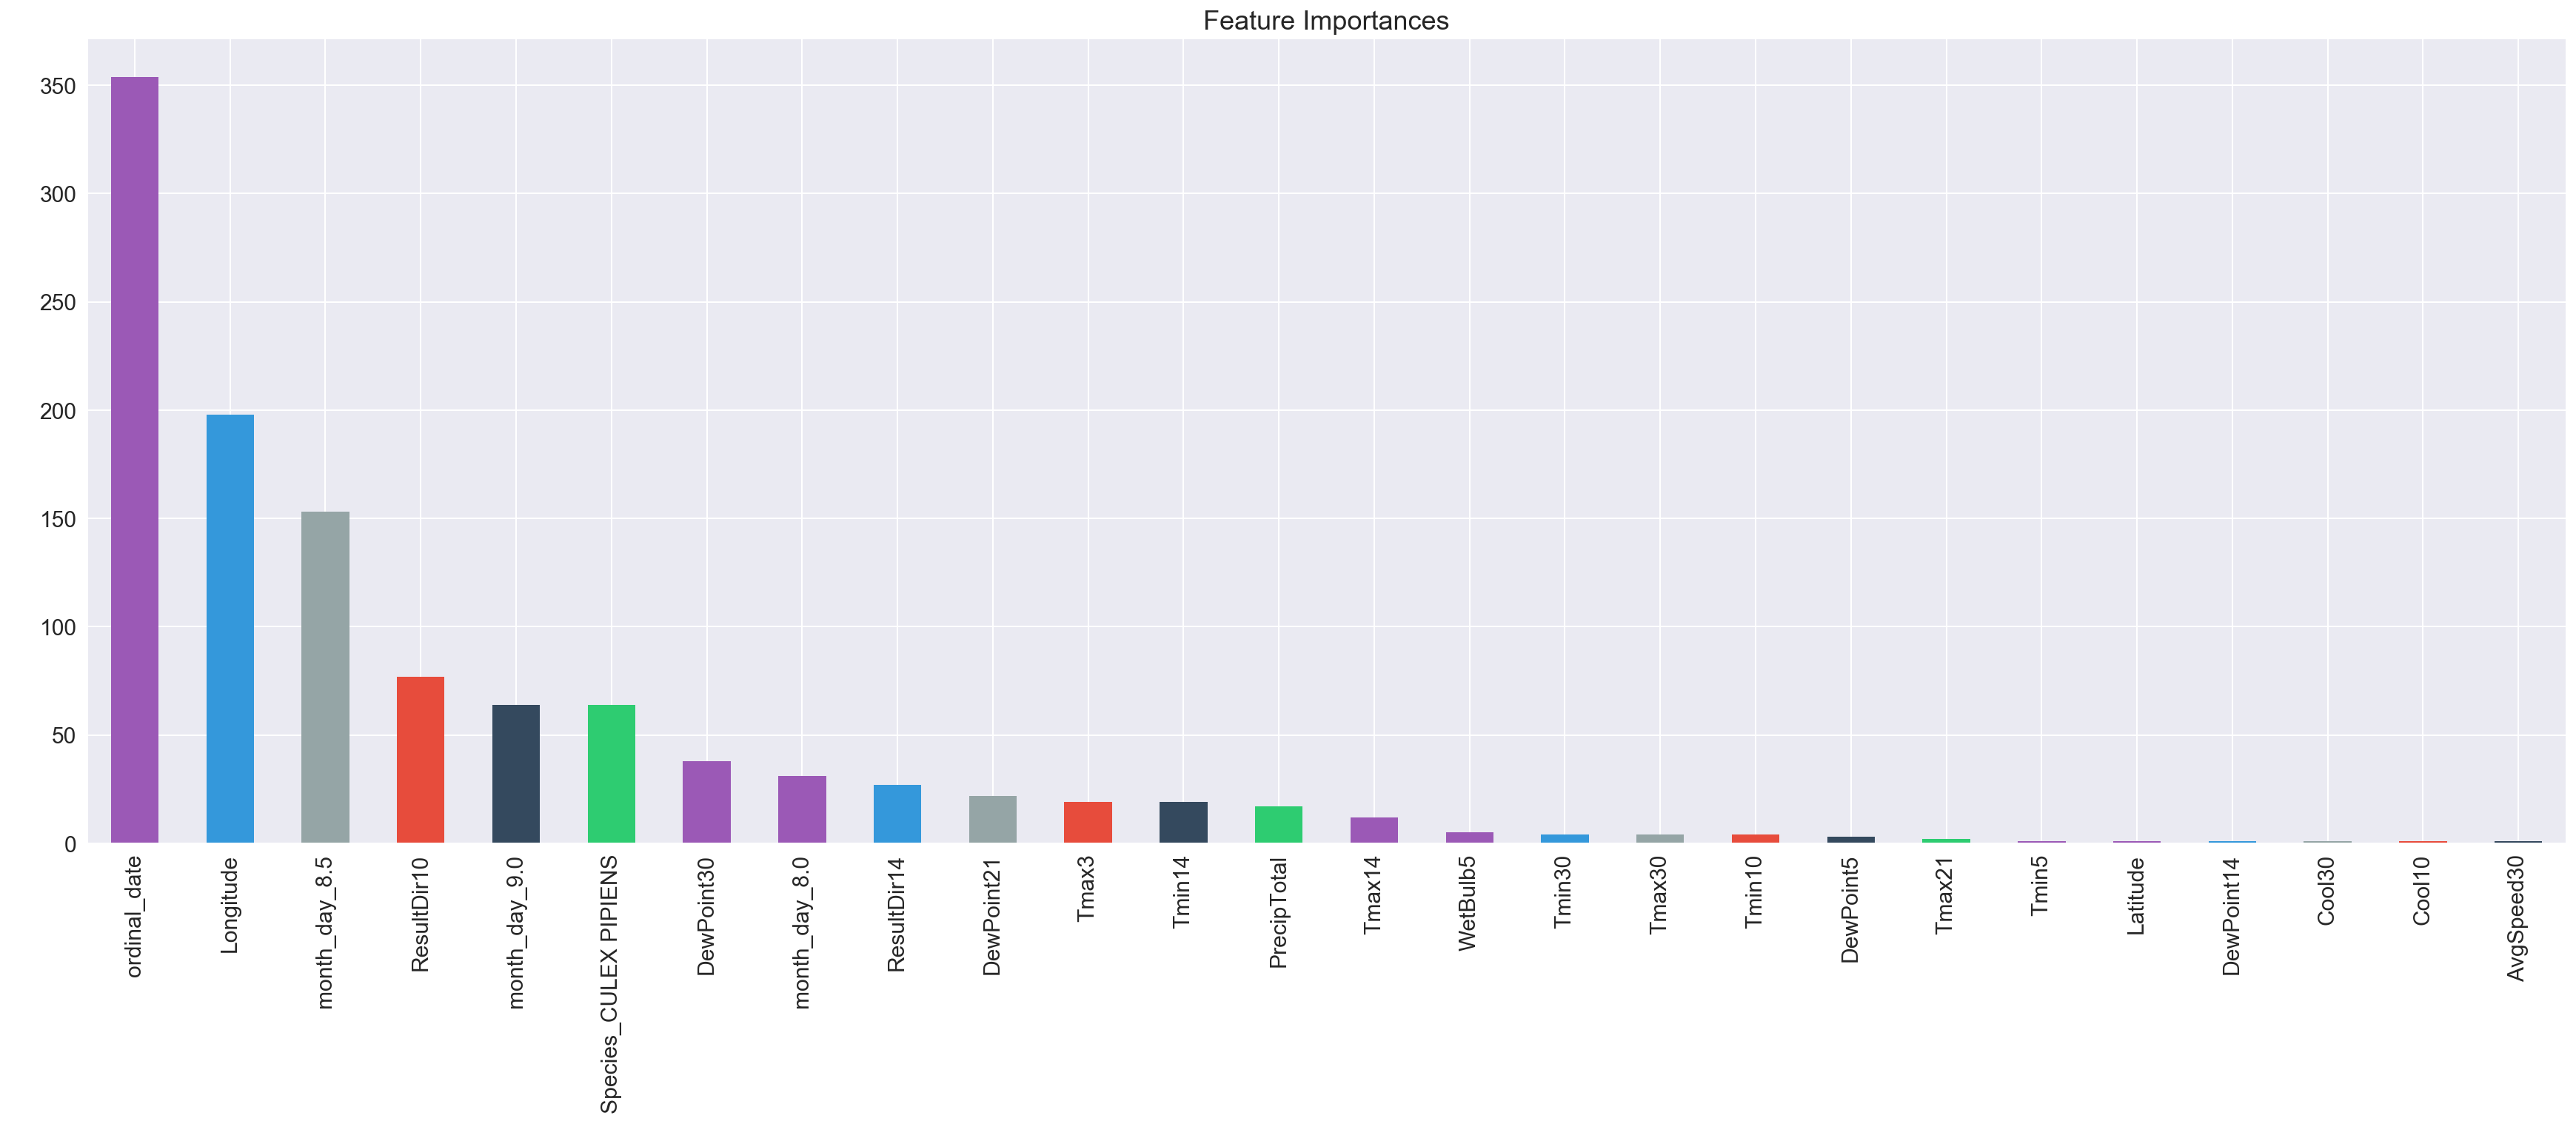 Feature Importances
350
300
250
200
150
100
50
0
ordinal_date
Longitude
month_day_8.5
ResultDir10
month_day_9.0
Species_CULEX PIPIENS
DewPoint30
month_day_8.0
ResultDir14
DewPoint21
Tmax3
Tmin14
PrecipTotal
Tmax14
WetBulb5
Tmin30
Tmax30
Tmin10
DewPoint5
Tmax21
Tmin5
Latitude
DewPoint14
Cool30
Cool10
AvgSpeed30